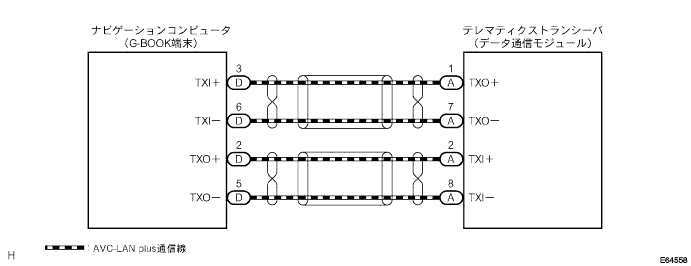 ナビゲーションコンピュータ
（G-BOOK端末）
テレマティクストランシーバ
（データ通信モジュール）
TXI+ 3 D 1 A TXO+
TXI− 6 D 7 A TXO−
TXO+ 2 D 2 A TXI+
TXO− 5 D 8 A TXI−
: AVC-LAN plus通信線
H
E64558